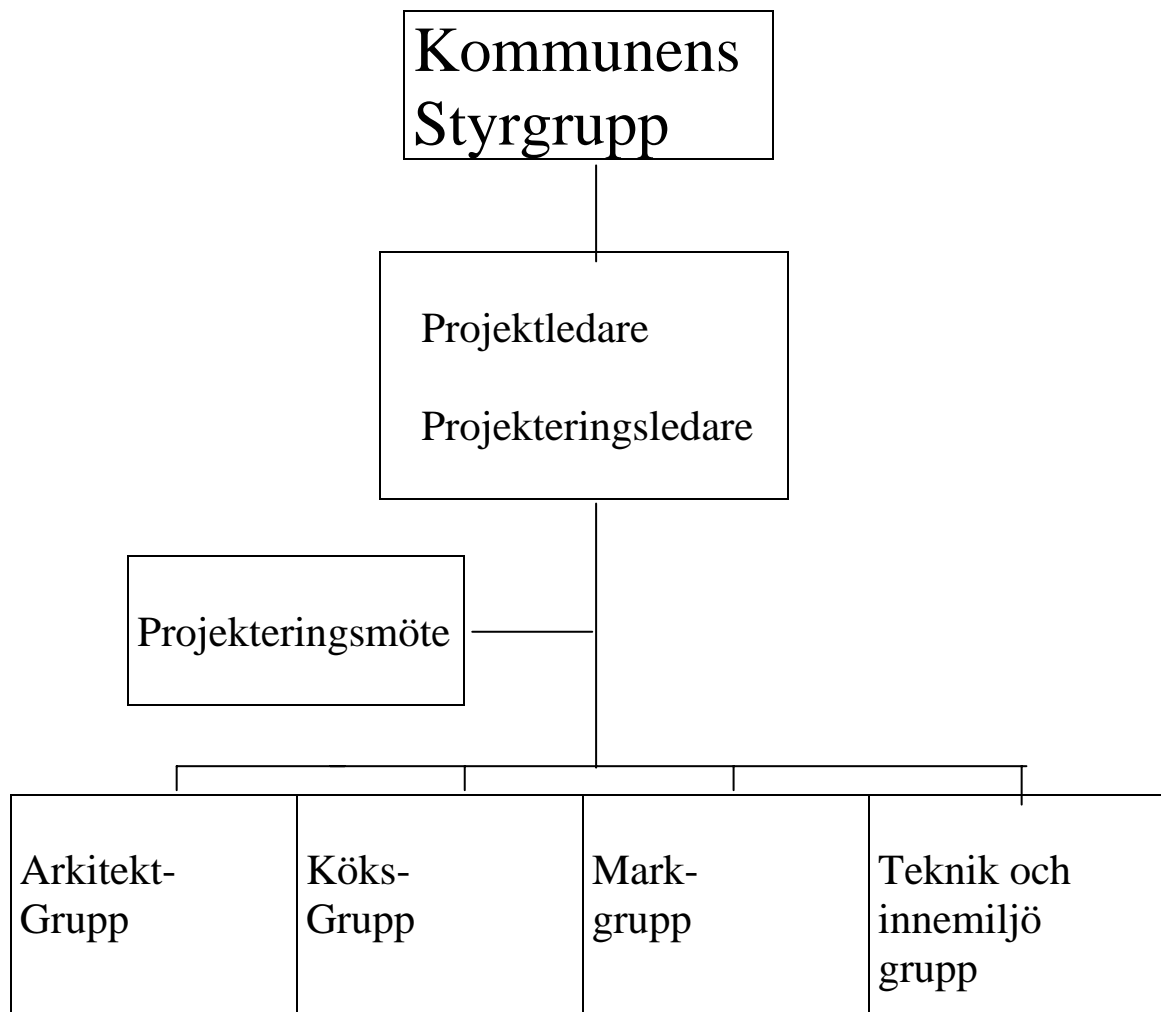 Kommunens
Styrgrupp
Projektledare
Projekteringsledare
Projekteringsmöte
Arkitekt-
Grupp
Köks-
Grupp
Mark-
grupp
Teknik och
innemiljö
grupp